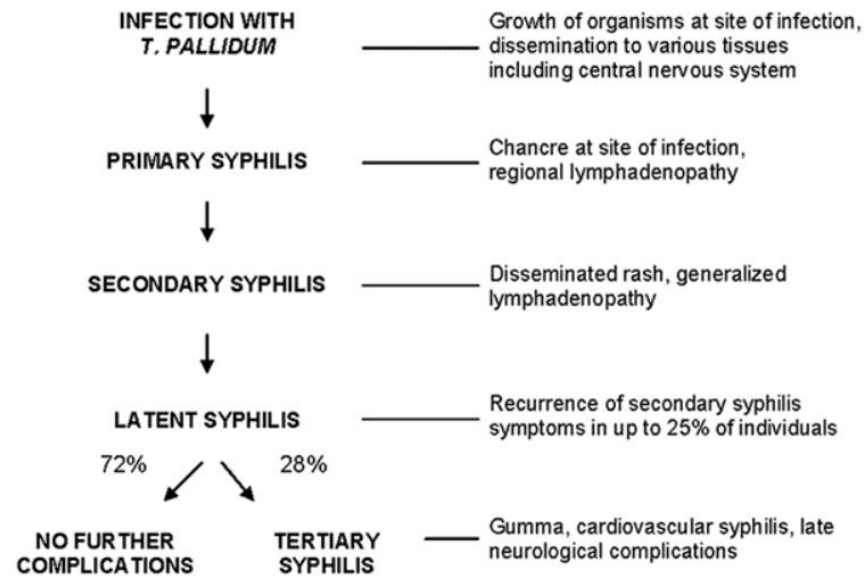 INFECTION WITH
T. PALLIDUM
Growth of organisms at site of infection,
dissemination to various tissues
including central nervous system
PRIMARY SYPHILIS
Chancre at site of infection,
regional lymphadenopathy
SECONDARY SYPHILIS
Disseminated rash, generalized
lymphadenopathy
LATENT SYPHILIS
Recurrence of secondary syphilis
symptoms in up to 25% of individuals
72%
28%
NO FURTHER
COMPLICATIONS
TERTIARY
SYPHILIS
Gumma, cardiovascular syphilis, late
neurological complications